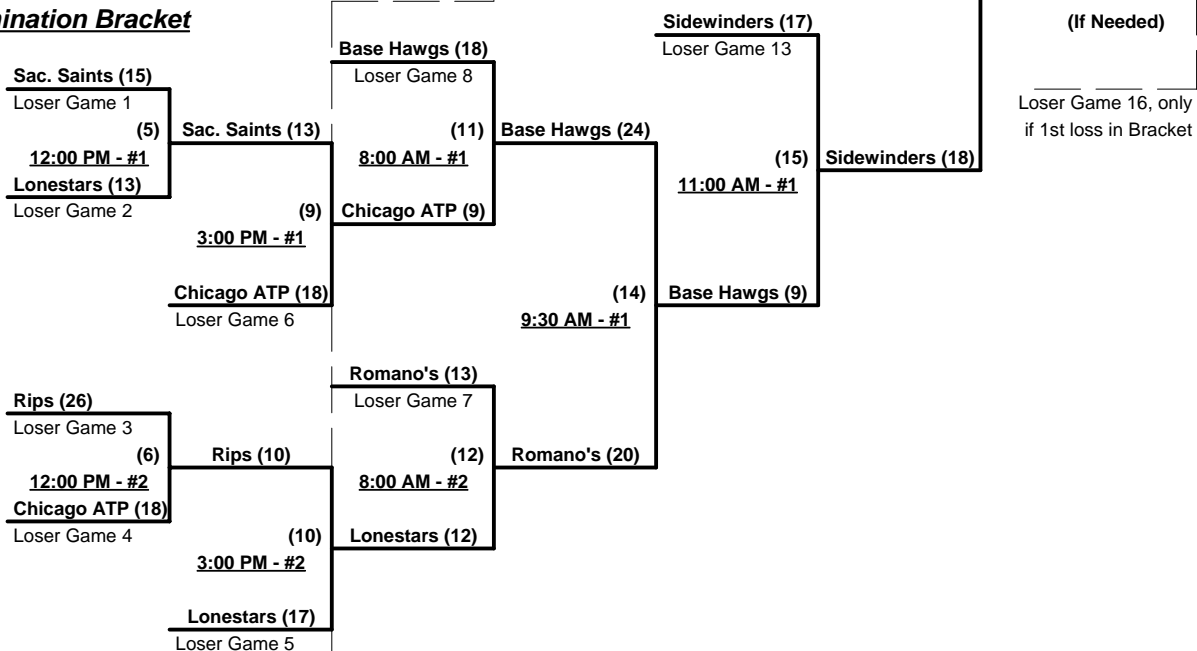 ination Bracket
Sidewinders (17)
(If Needed)
Loser Game 13
Base Hawgs (18)
Loser Game 8
Sac. Saints (15)
Loser Game 1
Loser Game 16, only
if 1st loss in Bracket
(5)
Sac. Saints (13)
(11)
Base Hawgs (24)
12:00 PM - #1
8:00 AM - #1
(15)
Sidewinders (18)
11:00 AM - #1
Lonestars (13)
Loser Game 2
(9)
Chicago ATP (9)
3:00 PM - #1
Chicago ATP (18)
Loser Game 6
(14)
Base Hawgs (9)
9:30 AM - #1
Romano's (13)
Loser Game 7
Rips (26)
Loser Game 3
(6)
Rips (10)
(12)
Romano's (20)
12:00 PM - #2
8:00 AM - #2
Chicago ATP (18)
Loser Game 4
(10)
Lonestars (12)
3:00 PM - #2
Lonestars (17)
Loser Game 5